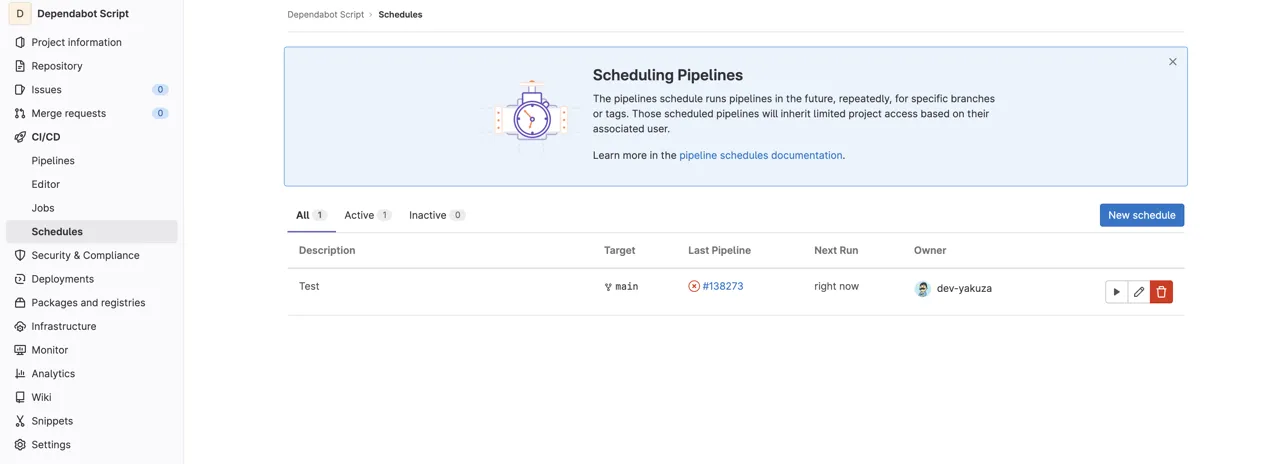 D Dependabot Script
Project information
Repository
Issues 0
Merge requests 0
CI/CD
Pipelines
Editor
Jobs
Schedules
Security & Compliance
Deployments
Packages and registries
Infrastructure
Monitor
Analytics
Wiki
Snippets
Settings
Dependabot Script › Schedules
Scheduling Pipelines
The pipelines schedule runs pipelines in the future, repeatedly, for specific branches
or tags. Those scheduled pipelines will inherit limited project access based on their
associated user.
Learn more in the pipeline schedules documentation.
All 1 Active 1 Inactive 0 New schedule
Description Target Last Pipeline Next Run Owner
Test main #138273 right now dev-yakuza